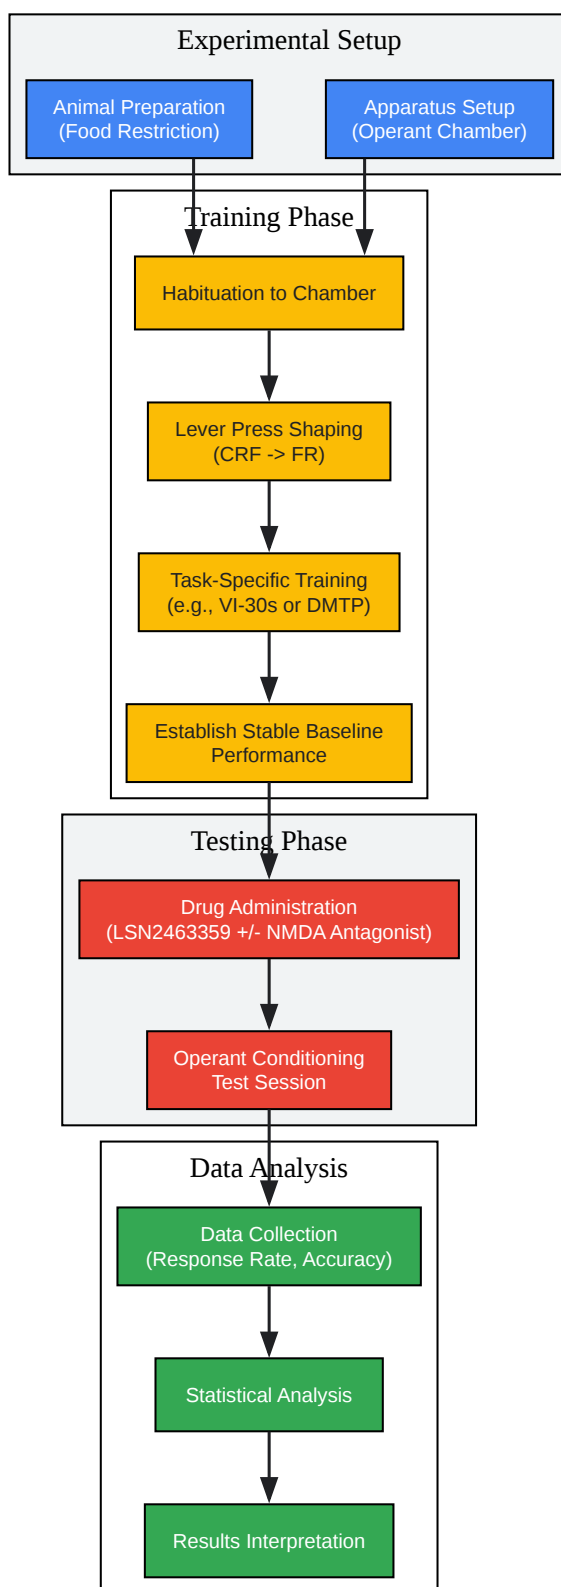 Experimental Setup
Animal Preparation
(Food Restriction)
Apparatus Setup
(Operant Chamber)
Training Phase
Habituation to Chamber
Lever Press Shaping
(CRF -> FR)
Task-Specific Training
(e.g., VI-30s or DMTP)
Establish Stable Baseline
Performance
Testing Phase
Drug Administration
(LSN2463359 +/- NMDA Antagonist)
Operant Conditioning
Test Session
Data Analysis
Data Collection
(Response Rate, Accuracy)
Statistical Analysis
Results Interpretation